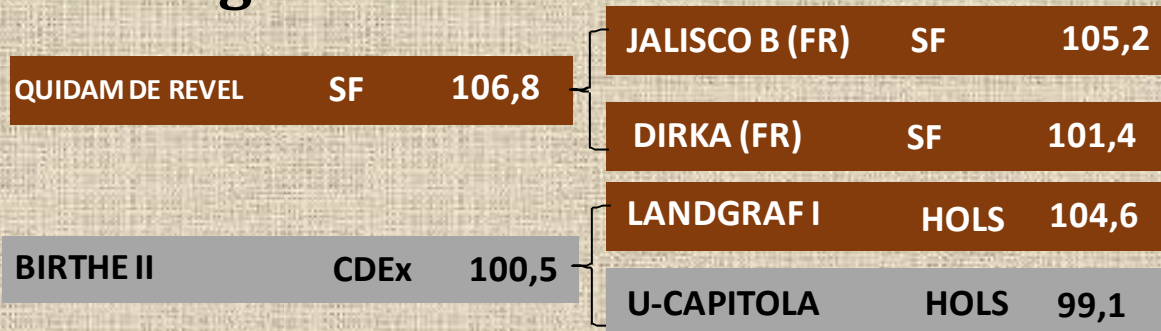 JALISCO B (FR) SF 105,2
QUIDAM DE REVEL SF 106,8
DIRKA (FR) SF 101,4
LANDGRAF I HOLS 104,6
BIRTHE II CDEx 100,5
U-CAPITOLA HOLS 99,1